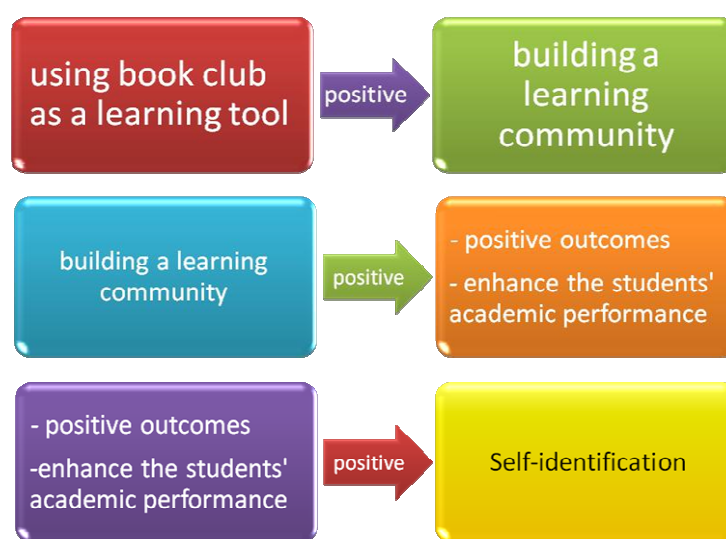 using book club
as a learning tool
positive
building a
learning
community
building a learning
community
positive
- positive outcomes
- enhance the students'
academic performance
- positive outcomes
-enhance the students'
academic performance
positive
Self-identification